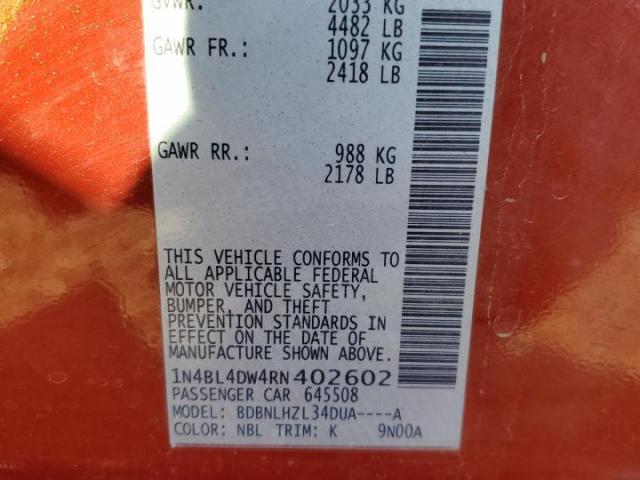 GVWR: 2033 KG
4482 LB
GAWR FR.: 1097 KG
2418 LB
GAWR RR.: 988 KG
2178 LB
THIS VEHICLE CONFORMS TO
ALL APPLICABLE FEDERAL
MOTOR VEHICLE SAFETY,
BUMPER, AND THEFT
PREVENTION STANDARDS IN
EFFECT ON THE DATE OF
MANUFACTURE SHOWN ABOVE.
1N4BL4DW4RN402602
PASSENGER CAR 645508
MODEL: BDBNLHZL34DUA----A
COLOR: NBL TRIM: K 9N00A